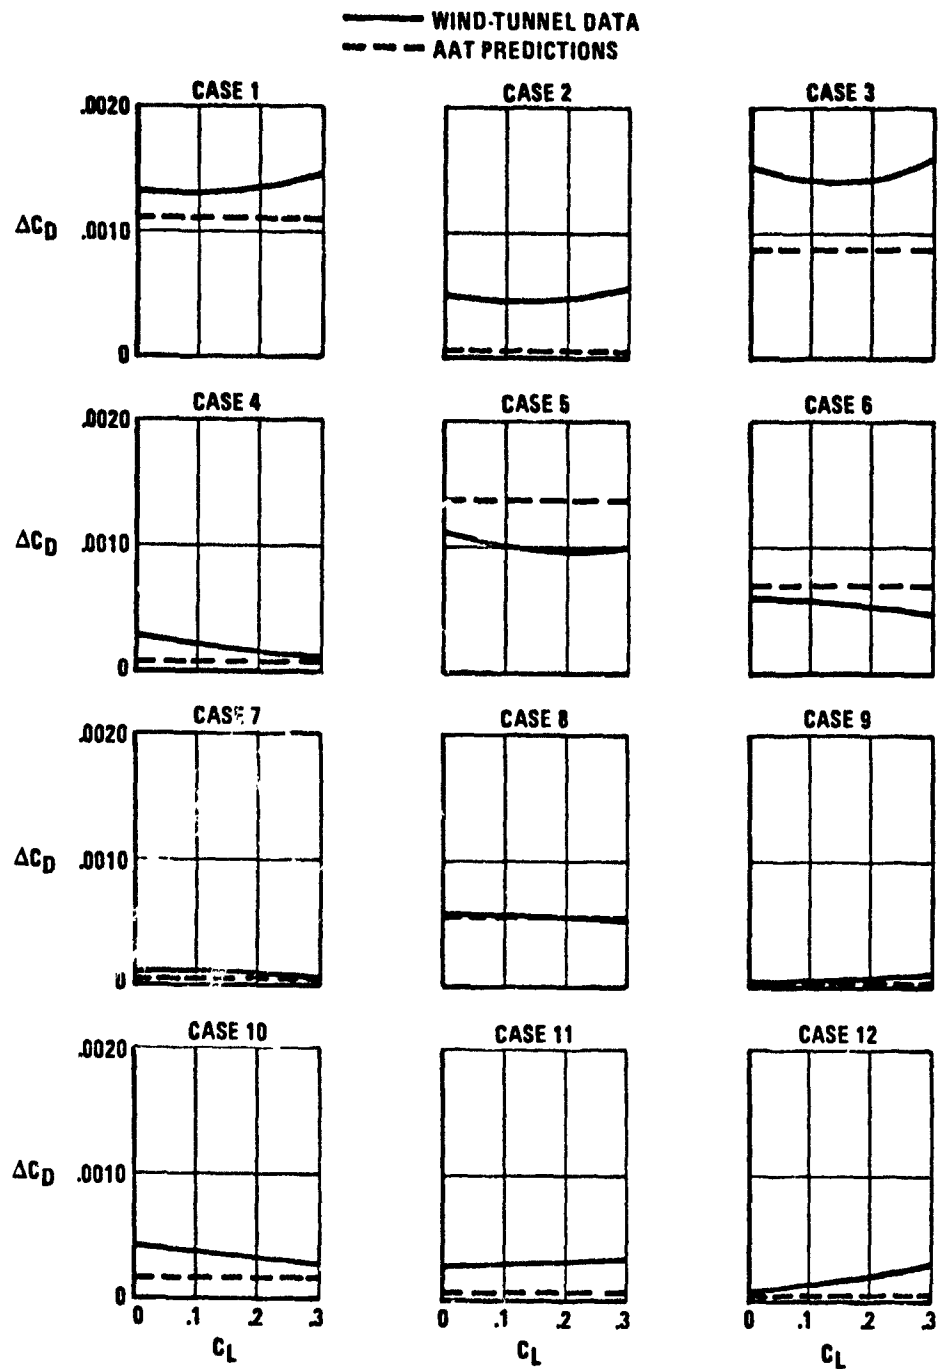 WIND-TUNNEL DATA
AAT PREDICTIONS
CASE 1
CASE 2
CASE 3
.0020
ΔCD .0010
0
CASE 4
CASE 5
CASE 6
.0020
ΔCD .0010
0
CASE 7
CASE 8
CASE 9
.0020
ΔCD .0010
0
CASE 10
CASE 11
CASE 12
.0020
ΔCD .0010
0
0 .1 .2 .3
0 .1 .2 .3
0 .1 .2 .3
CL
CL
CL